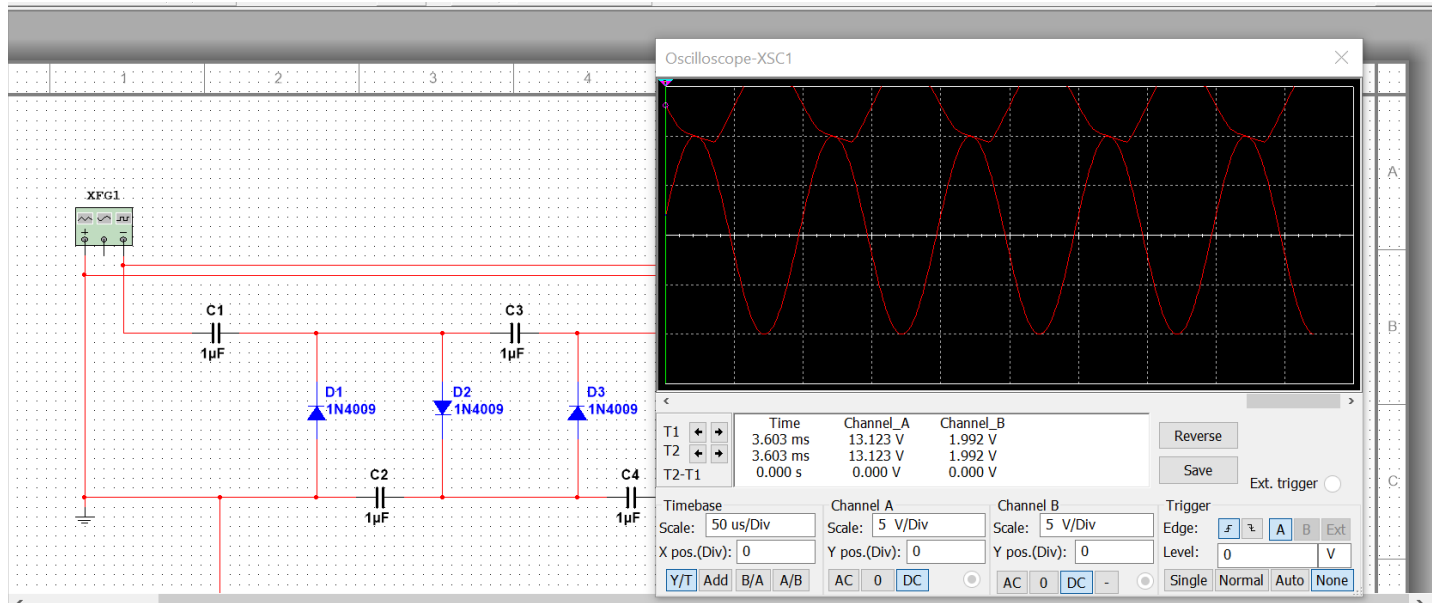 Oscilloscope-XSC1
1 2 3 4
A
XFG1
+ −
C1
1µF
C3
1µF
B
D1
1N4009
D2
1N4009
D3
1N4009
C2
1µF
C4
1µF
C
Time Channel_A Channel_B
T1 3.603 ms 13.123 V 1.992 V
T2 3.603 ms 13.123 V 1.992 V
T2-T1 0.000 s 0.000 V 0.000 V
Reverse
Save
Ext. trigger
Timebase
Scale: 50 us/Div
X pos.(Div): 0
Y/T Add B/A A/B
Channel A
Scale: 5 V/Div
Y pos.(Div): 0
AC 0 DC
Channel B
Scale: 5 V/Div
Y pos.(Div): 0
AC 0 DC -
Trigger
Edge: A B Ext
Level: 0 V
Single Normal Auto None